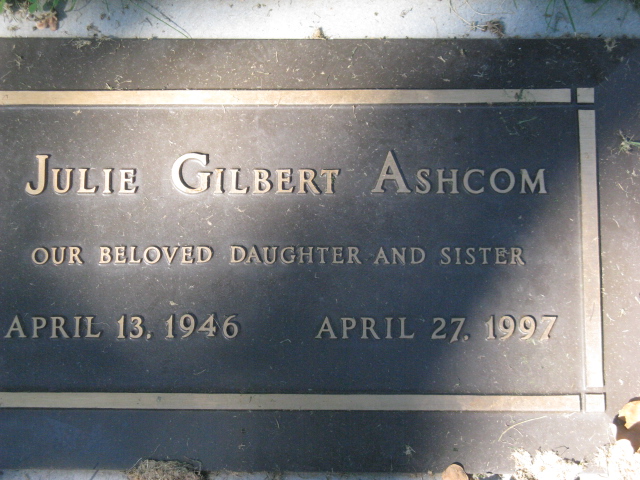 JULIE GILBERT ASHCOM
OUR BELOVED DAUGHTER AND SISTER
APRIL 13, 1946 APRIL 27, 1997